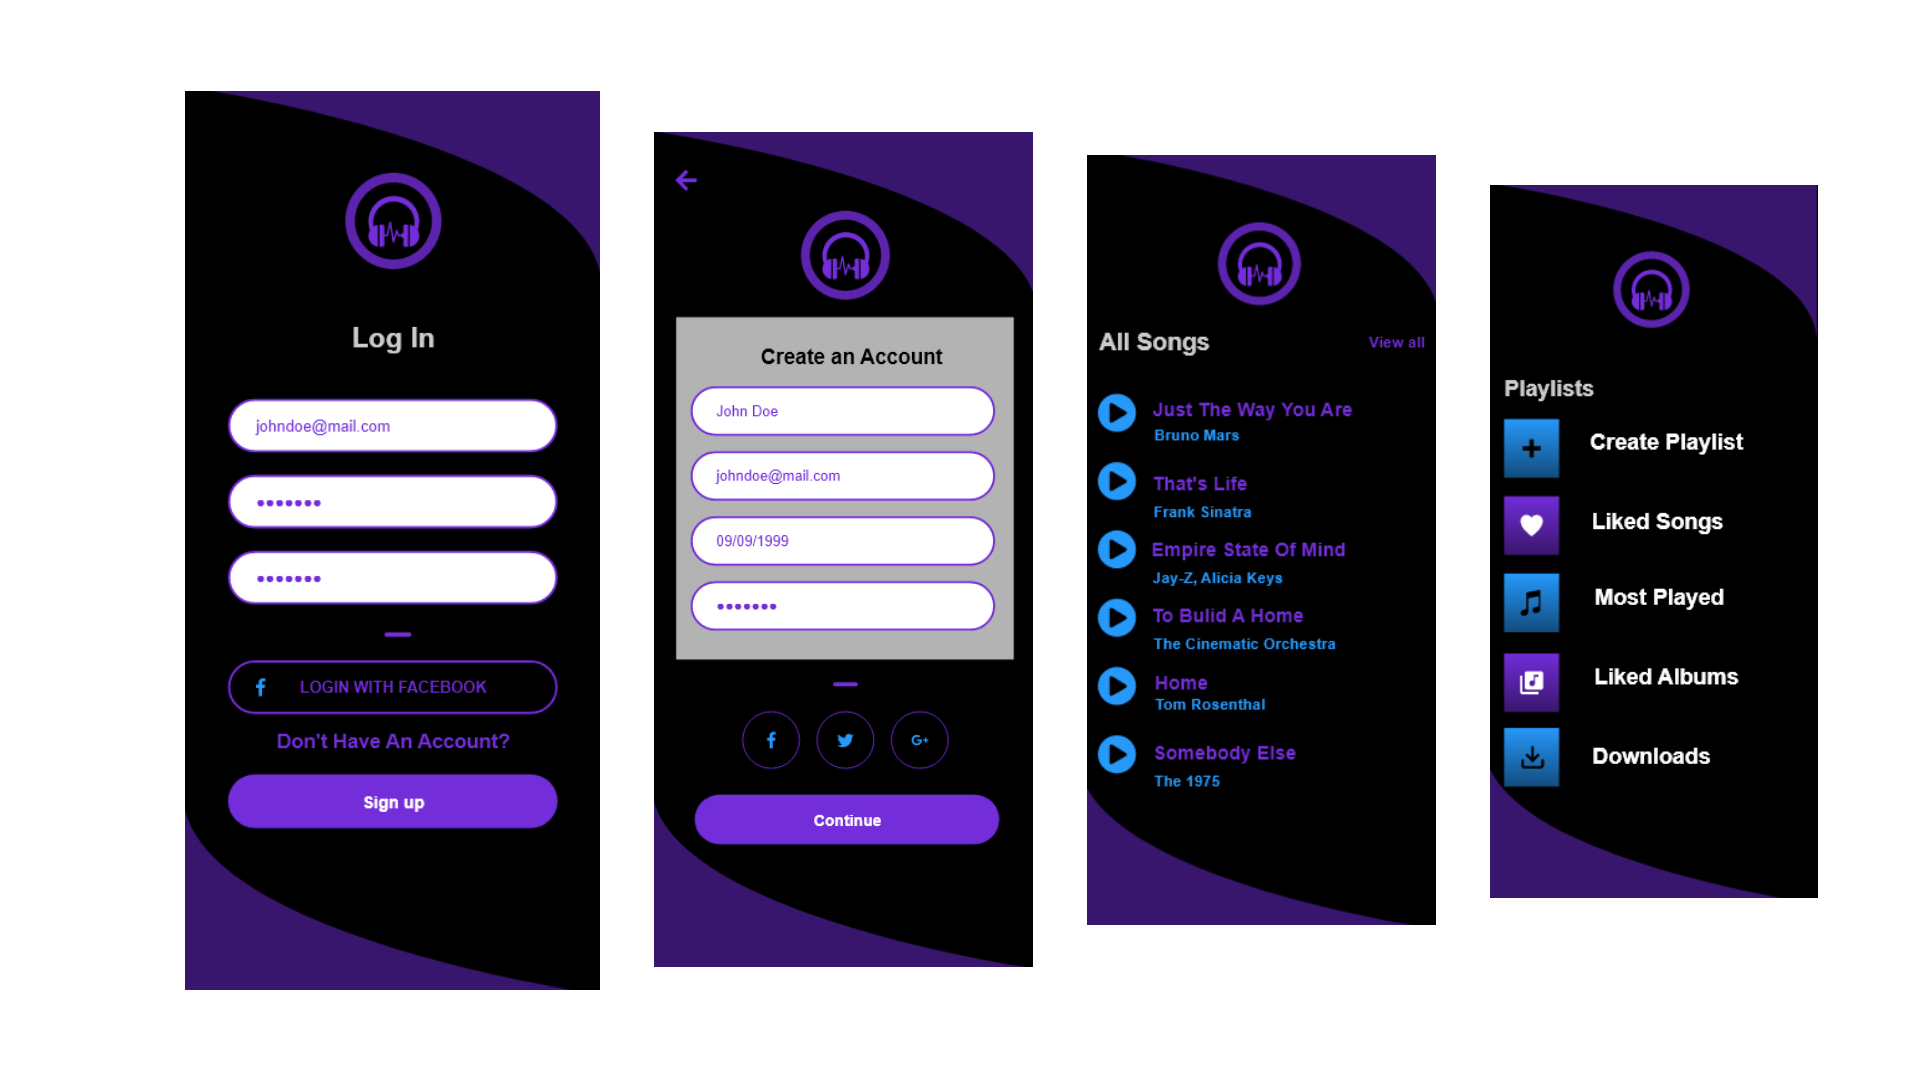 Log In
johndoe@mail.com
•••••••
•••••••
LOGIN WITH FACEBOOK
Don't Have An Account?
Sign up
Create an Account
John Doe
johndoe@mail.com
09/09/1999
•••••••
G+
Continue
All Songs
View all
Just The Way You Are
Bruno Mars
That's Life
Frank Sinatra
Empire State Of Mind
Jay-Z, Alicia Keys
To Bulid A Home
The Cinematic Orchestra
Home
Tom Rosenthal
Somebody Else
The 1975
Playlists
Create Playlist
Liked Songs
Most Played
Liked Albums
Downloads